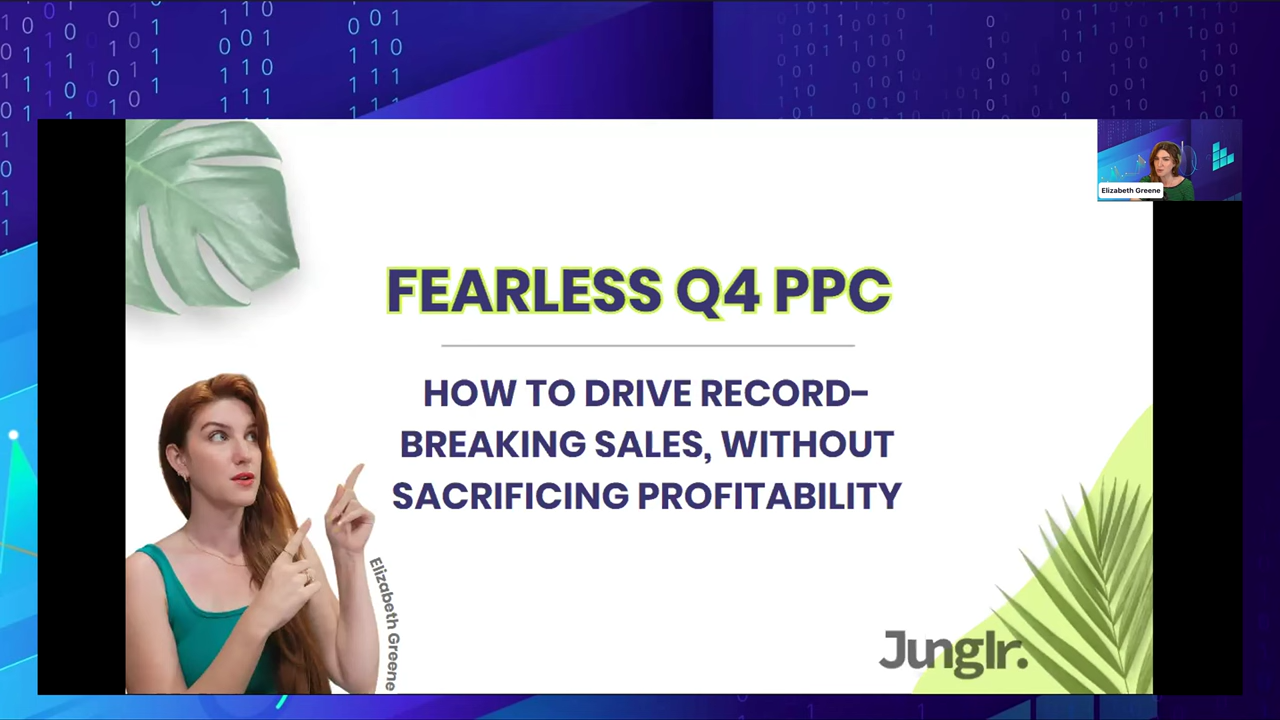 Elizabeth Greene
FEARLESS Q4 PPC
HOW TO DRIVE RECORD-
BREAKING SALES, WITHOUT
SACRIFICING PROFITABILITY
Elizabeth Greene
Junglr.